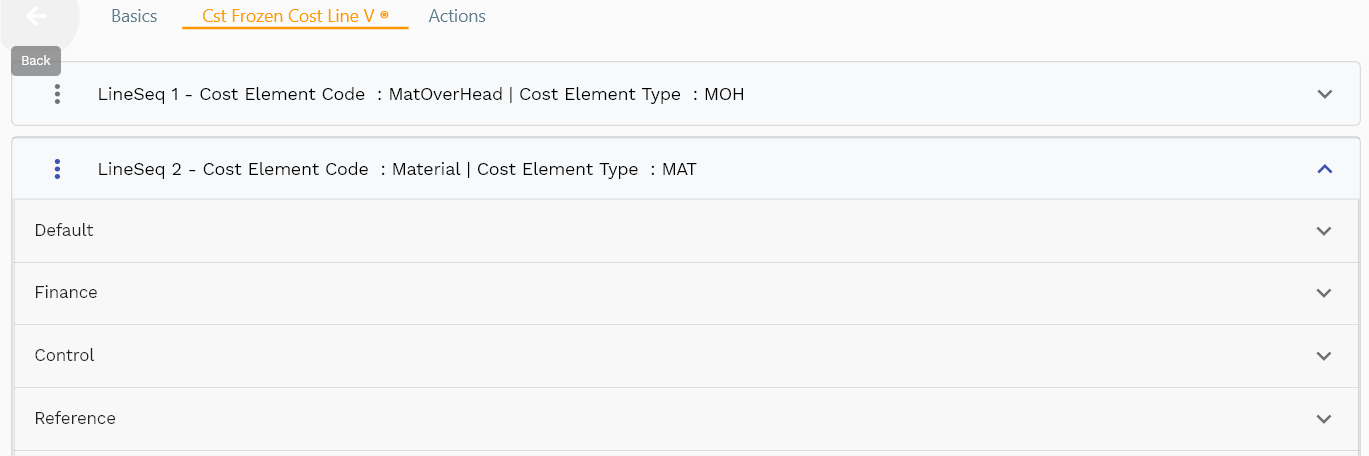 Basics Cst Frozen Cost Line V Actions
Back
LineSeq 1 - Cost Element Code : MatOverHead | Cost Element Type : MOH
LineSeq 2 - Cost Element Code : Material | Cost Element Type : MAT
Default
Finance
Control
Reference